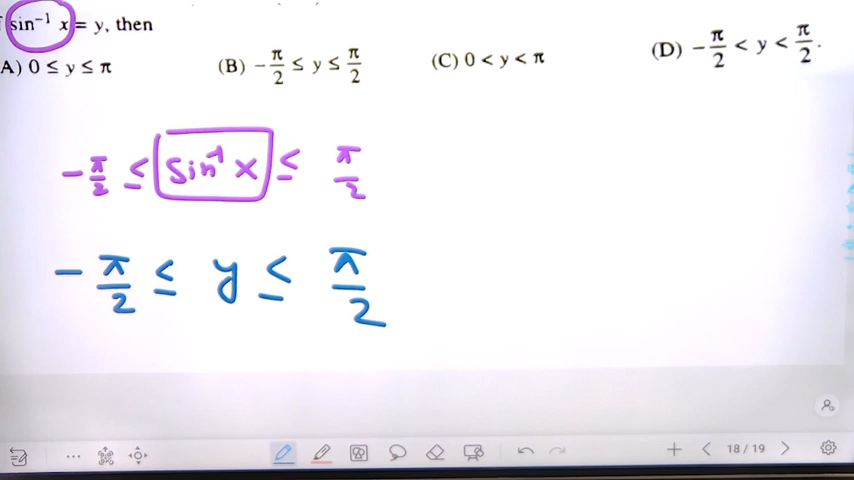 sin⁻¹ x = y, then
A) 0 ≤ y ≤ π (B) -π/2 ≤ y ≤ π/2 (C) 0 < y < π (D) -π/2 < y < π/2.
-π/2 ≤ sin⁻¹ x ≤ π/2
-π/2 ≤ y ≤ π/2
18/19